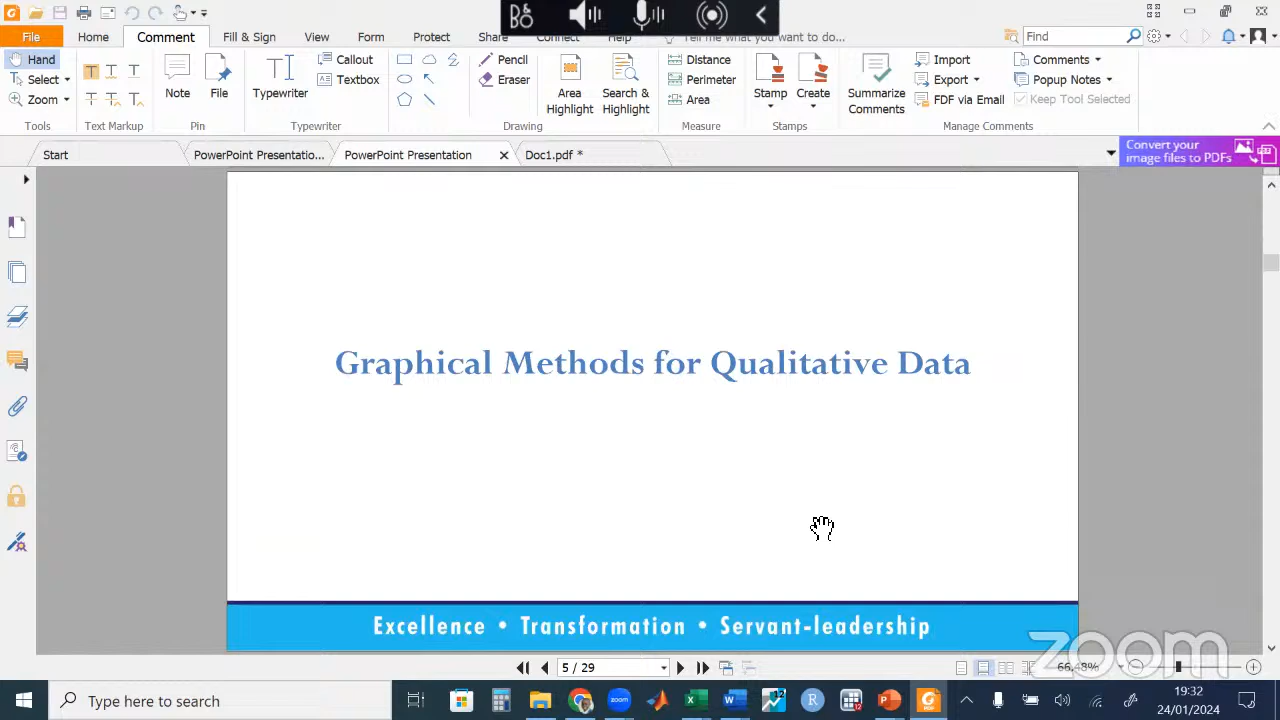 File
Home
Comment
Fill & Sign
View
Form
Protect
Share
Connect
Help
Tell me what you want to do...
Find
Hand
Select
Zoom
Tools
Text Markup
Note
File
Pin
Typewriter
Callout
Textbox
Typewriter
Pencil
Eraser
Area
Highlight
Search &
Highlight
Drawing
Distance
Perimeter
Area
Measure
Stamp
Create
Stamps
Summarize
Comments
Import
Export
FDF via Email
Comments
Popup Notes
Keep Tool Selected
Manage Comments
Start
PowerPoint Presentatio...
PowerPoint Presentation
Doc1.pdf *
Convert your
image files to PDFs
Graphical Methods for Qualitative Data
Excellence • Transformation • Servant-leadership
zoom
5 / 29
66.43%
Type here to search
zoom
19:32
24/01/2024